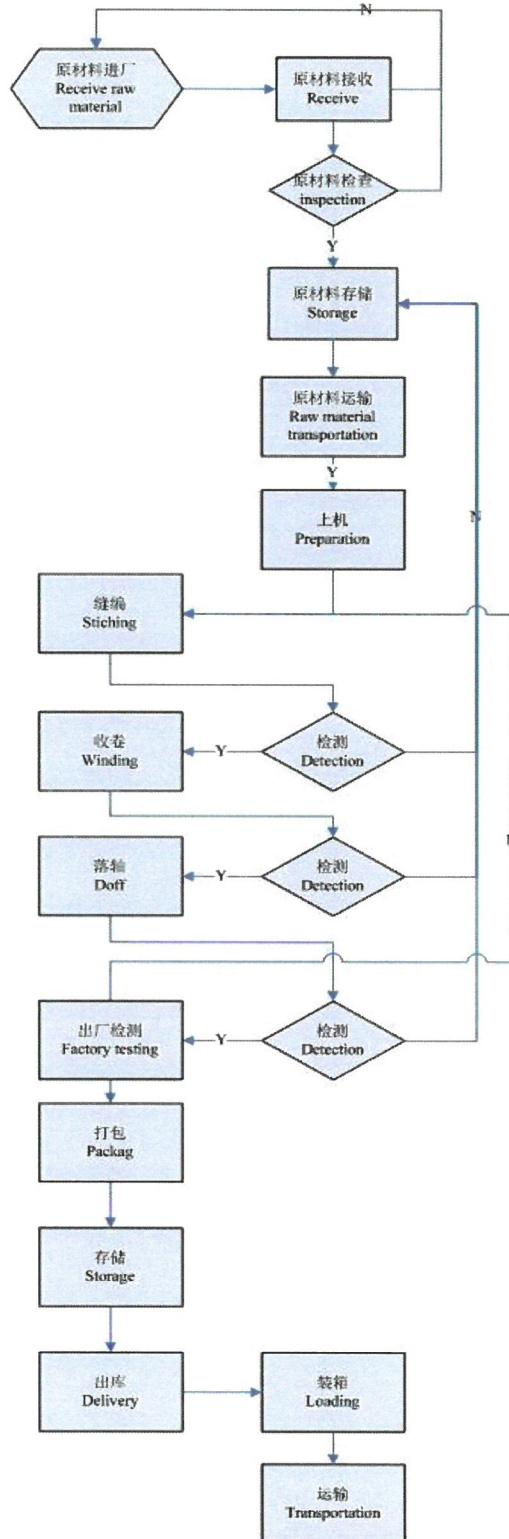 N
原材料进厂
Receive raw
material
原材料接收
Receive
原材料检查
inspection
Y
原材料存储
Storage
原材料运输
Raw material
transportation
Y
上机
Preparation
N
缝编
Stiching
收卷
Winding
Y
检测
Detection
落轴
Doff
Y
检测
Detection
出厂检测
Factory testing
Y
检测
Detection
打包
Packag
存储
Storage
出库
Delivery
装箱
Loading
运输
Transportation